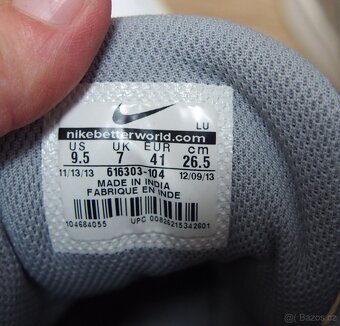 LU
nikebetterworld.com
US UK EUR cm
9.5 7 41 26.5
11/13/13 616303-104 12/09/13
MADE IN INDIA
FABRIQUE EN INDE
104684055 UPC 00826215342601
© Bazos.cz